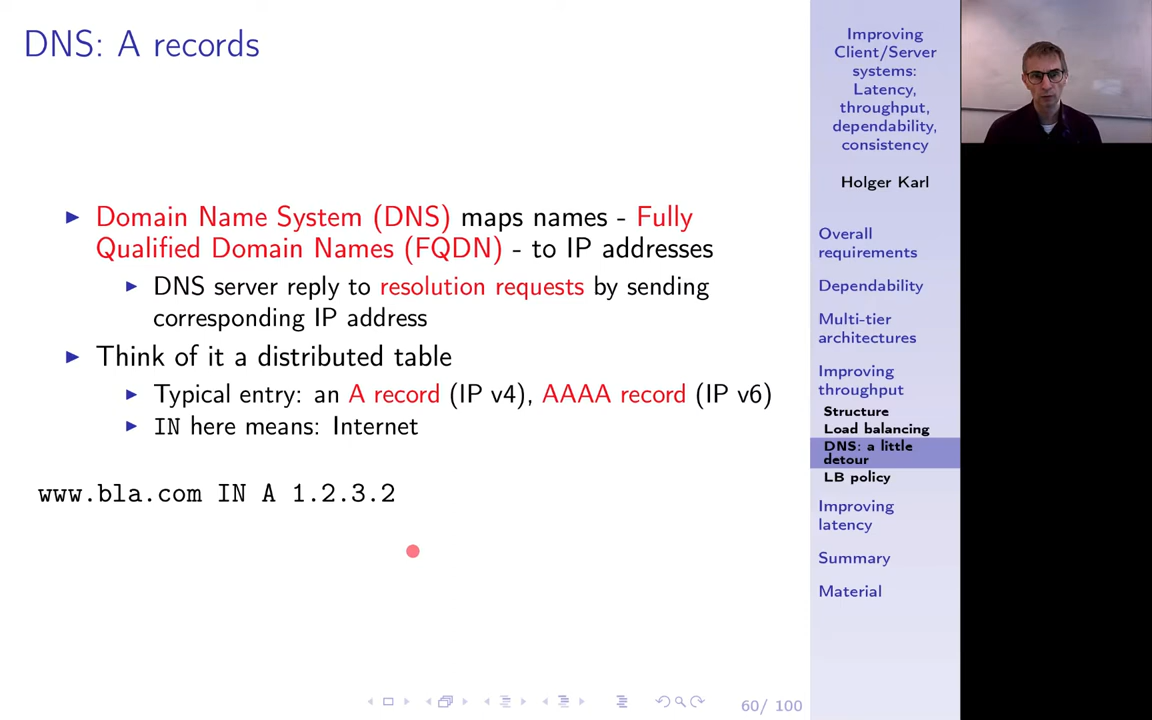 DNS: A records
Domain Name System (DNS) maps names - Fully
Qualified Domain Names (FQDN) - to IP addresses
DNS server reply to resolution requests by sending
corresponding IP address
Think of it a distributed table
Typical entry: an A record (IP v4), AAAA record (IP v6)
IN here means: Internet
www.bla.com IN A 1.2.3.2
60/ 100
Improving
Client/Server
systems:
Latency,
throughput,
dependability,
consistency
Holger Karl
Overall
requirements
Dependability
Multi-tier
architectures
Improving
throughput
Structure
Load balancing
DNS: a little
detour
LB policy
Improving
latency
Summary
Material